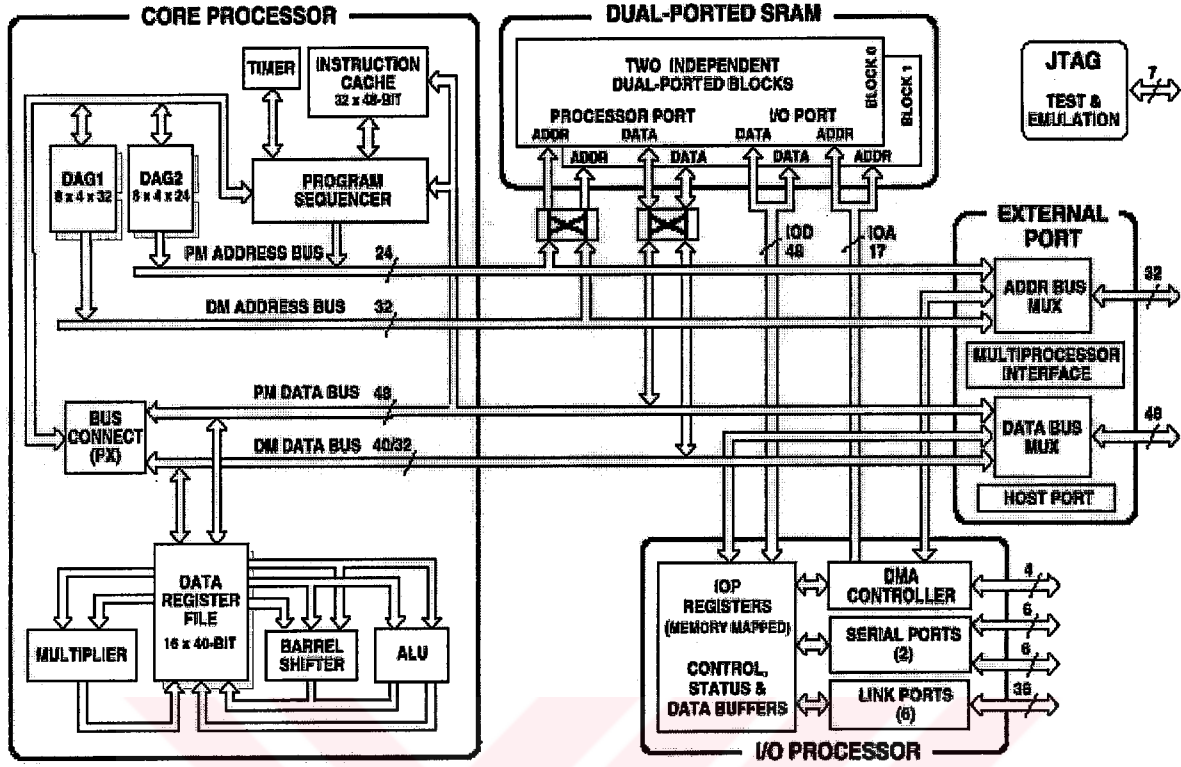 CORE PROCESSOR
TIMER
INSTRUCTION
CACHE
32 x 48-BIT
DAG1
8 x 4 x 32
DAG2
8 x 4 x 24
PROGRAM
SEQUENCER
PM ADDRESS BUS 24
DM ADDRESS BUS 32
PM DATA BUS 48
BUS
CONNECT
(PX)
DM DATA BUS 40/32
DATA
REGISTER
FILE
16 x 40-BIT
MULTIPLIER
BARREL
SHIFTER
ALU
DUAL-PORTED SRAM
TWO INDEPENDENT
DUAL-PORTED BLOCKS
BLOCK 0
BLOCK 1
PROCESSOR PORT I/O PORT
ADDR DATA DATA ADDR
ADDR DATA DATA ADDR
IOD
48
IOA
17
JTAG
TEST &
EMULATION
7
EXTERNAL
PORT
ADDR BUS
MUX
32
MULTIPROCESSOR
INTERFACE
DATA BUS
MUX
48
HOST PORT
IOP
REGISTERS
(MEMORY MAPPED)
CONTROL,
STATUS &
DATA BUFFERS
DMA
CONTROLLER
4
SERIAL PORTS
(2)
6
6
LINK PORTS
(6)
36
I/O PROCESSOR